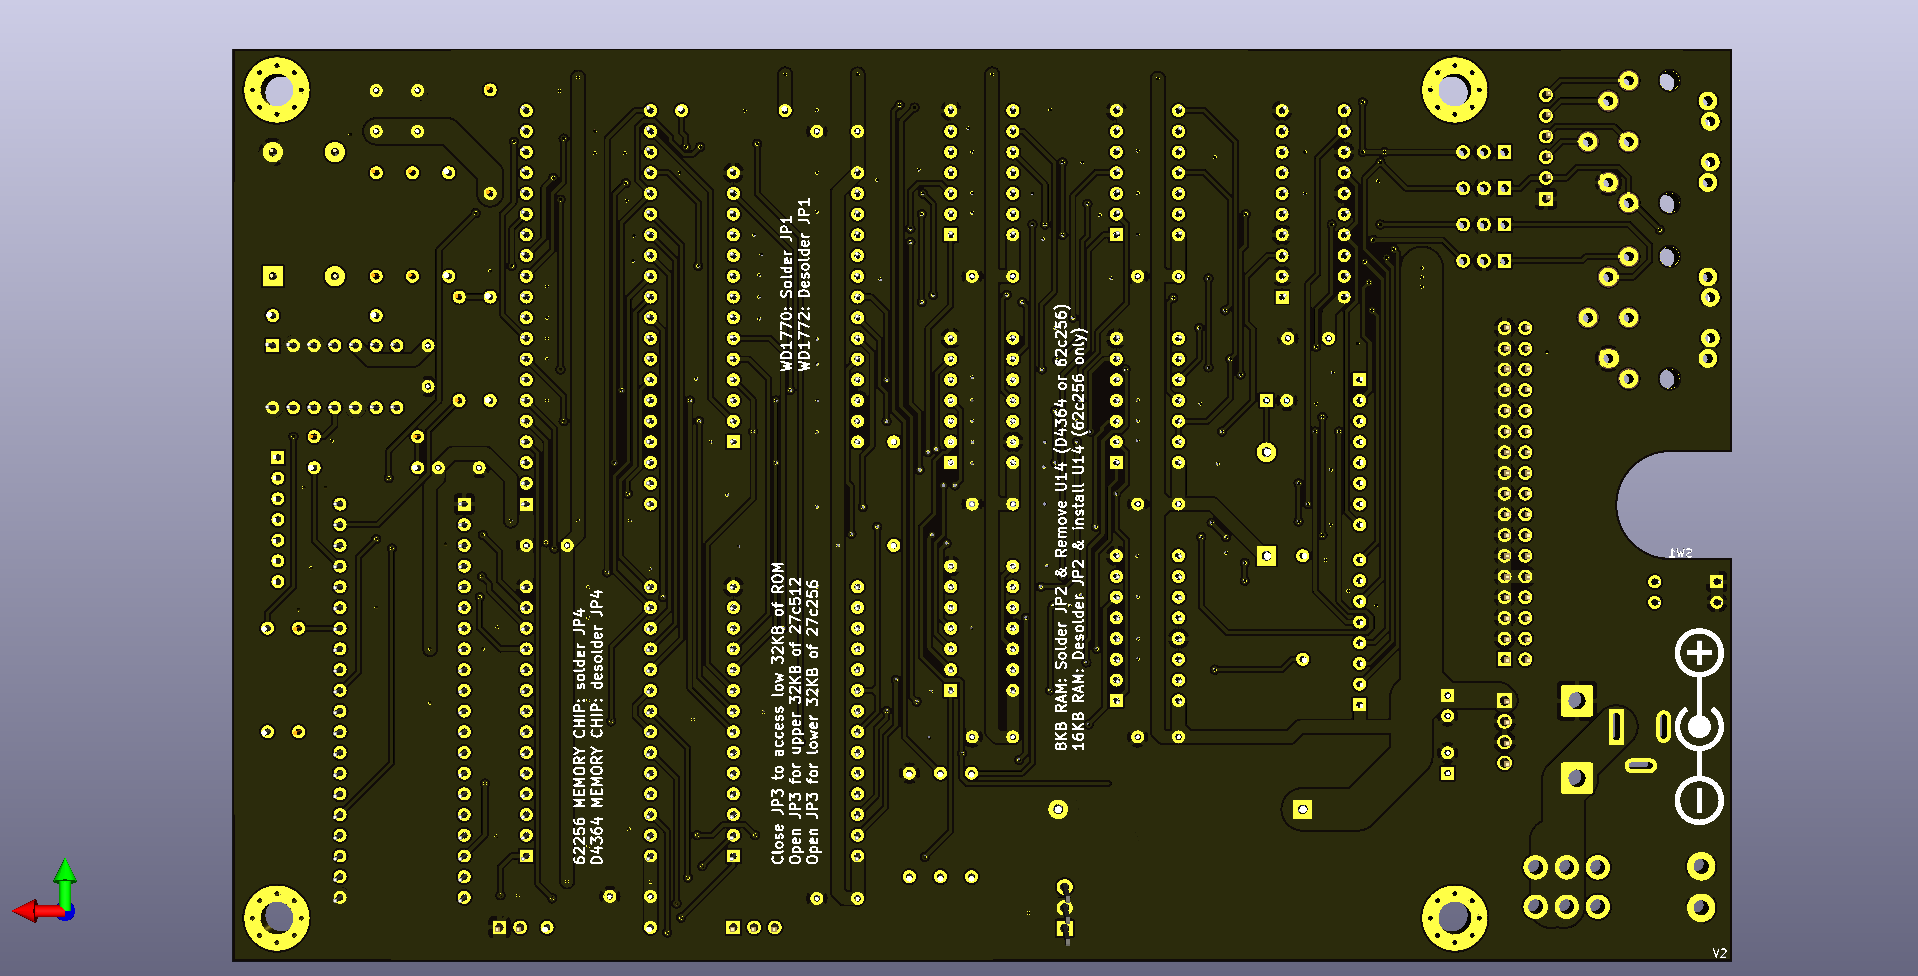 WD1770: Solder JP1
WD1772: Desolder JP1
8KB RAM: Solder JP2 & Remove U14 (D4364 or 62c256)
16KB RAM: Desolder JP2 & install U14 (62c256 only)
62256 MEMORY CHIP: solder JP4
D4364 MEMORY CHIP: desolder JP4
Close JP3 to access low 32KB of ROM
Open JP3 for upper 32KB of 27c512
Open JP3 for lower 32KB of 27c256
SW1
V2